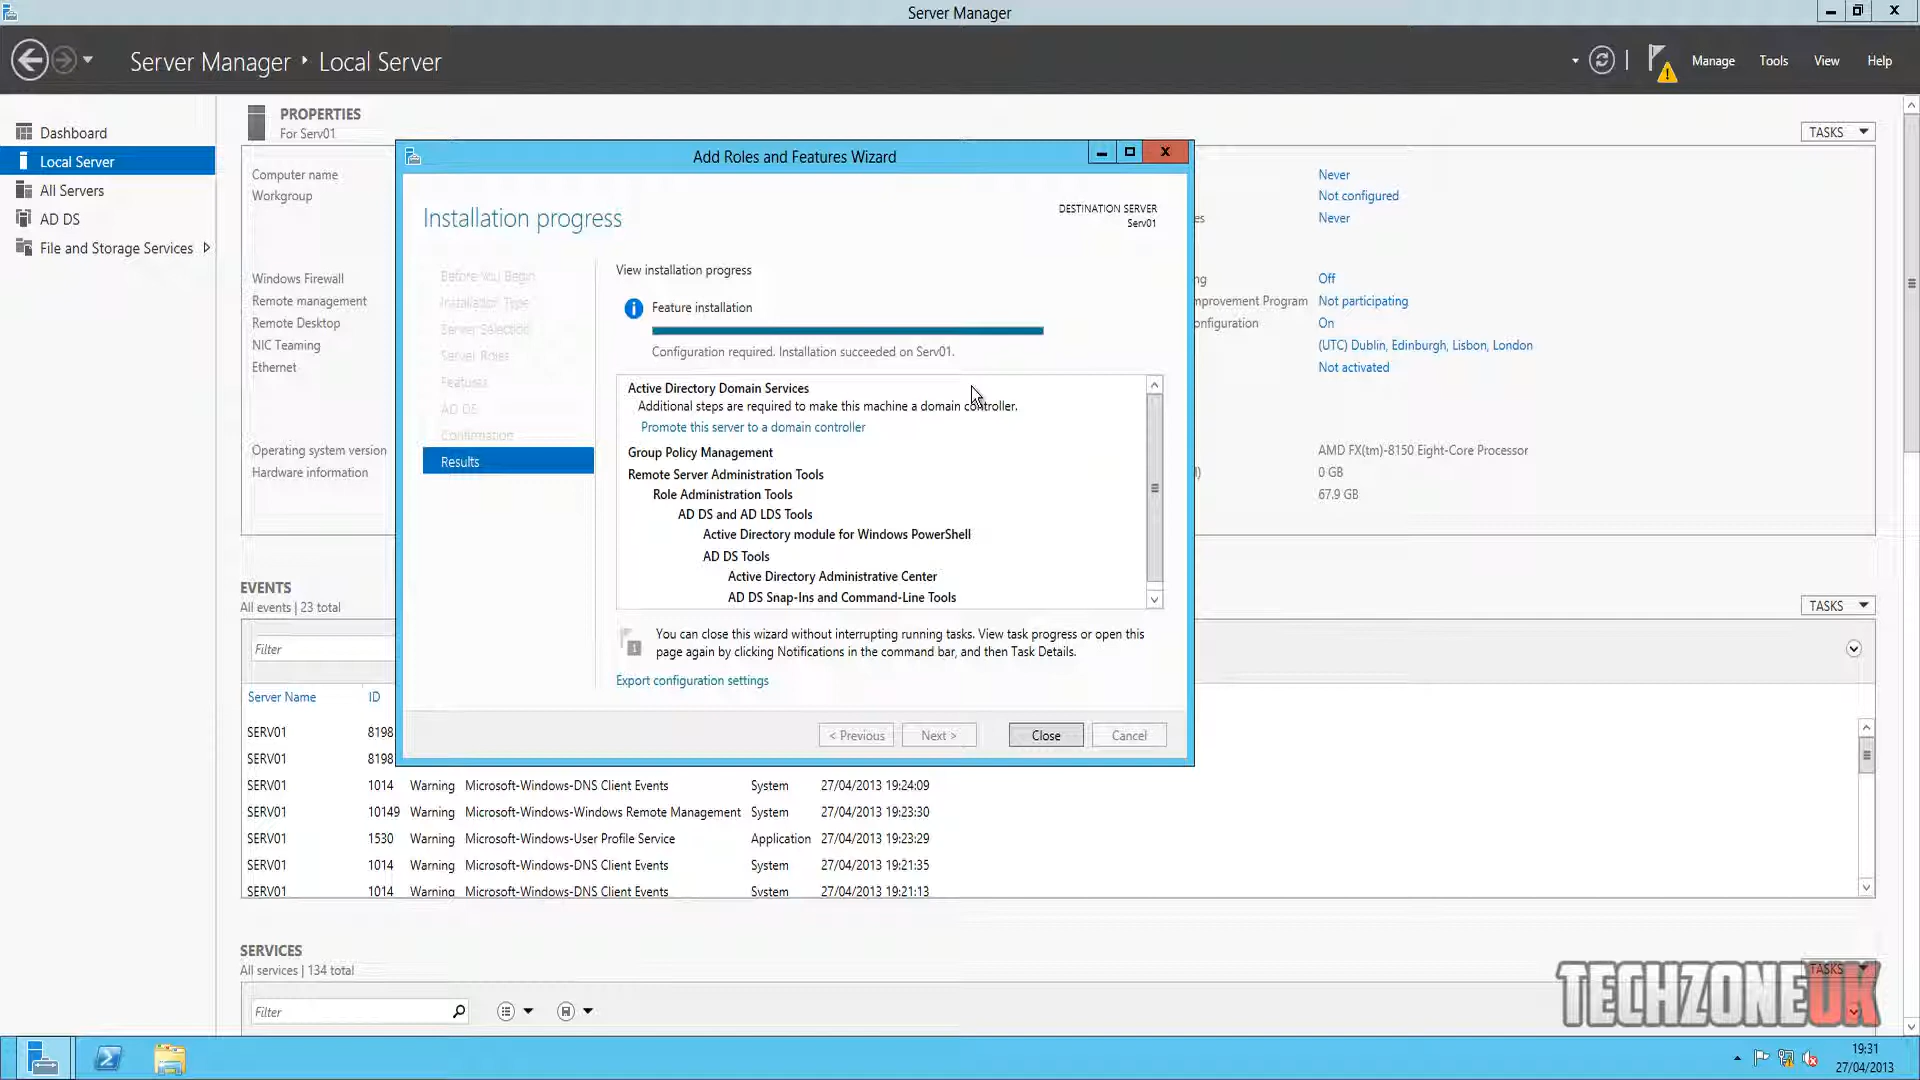 Server Manager
Server Manager
Local Server
Manage
Tools
View
Help
Dashboard
Local Server
All Servers
AD DS
File and Storage Services
PROPERTIES
For Serv01
TASKS
Computer name
Workgroup
Windows Firewall
Remote management
Remote Desktop
NIC Teaming
Ethernet
Operating system version
Hardware information
Never
Not configured
es
Never
ng
Off
mprovement Program
Not participating
onfiguration
On
(UTC) Dublin, Edinburgh, Lisbon, London
Not activated
AMD FX(tm)-8150 Eight-Core Processor
)
0 GB
67.9 GB
Add Roles and Features Wizard
Installation progress
DESTINATION SERVER
Serv01
Before You Begin
Installation Type
Server Selection
Server Roles
Features
AD DS
Confirmation
Results
View installation progress
Feature installation
Configuration required. Installation succeeded on Serv01.
Active Directory Domain Services
Additional steps are required to make this machine a domain controller.
Promote this server to a domain controller
Group Policy Management
Remote Server Administration Tools
Role Administration Tools
AD DS and AD LDS Tools
Active Directory module for Windows PowerShell
AD DS Tools
Active Directory Administrative Center
AD DS Snap-Ins and Command-Line Tools
1
You can close this wizard without interrupting running tasks. View task progress or open this
page again by clicking Notifications in the command bar, and then Task Details.
Export configuration settings
< Previous
Next >
Close
Cancel
EVENTS
All events | 23 total
TASKS
Filter
Server Name ID
SERV01 8198
SERV01 8198
SERV01 1014 Warning Microsoft-Windows-DNS Client Events System 27/04/2013 19:24:09
SERV01 10149 Warning Microsoft-Windows-Windows Remote Management System 27/04/2013 19:23:30
SERV01 1530 Warning Microsoft-Windows-User Profile Service Application 27/04/2013 19:23:29
SERV01 1014 Warning Microsoft-Windows-DNS Client Events System 27/04/2013 19:21:35
SERV01 1014 Warning Microsoft-Windows-DNS Client Events System 27/04/2013 19:21:13
SERVICES
All services | 134 total
TASKS
Filter
TECHZONEUK
19:31
27/04/2013